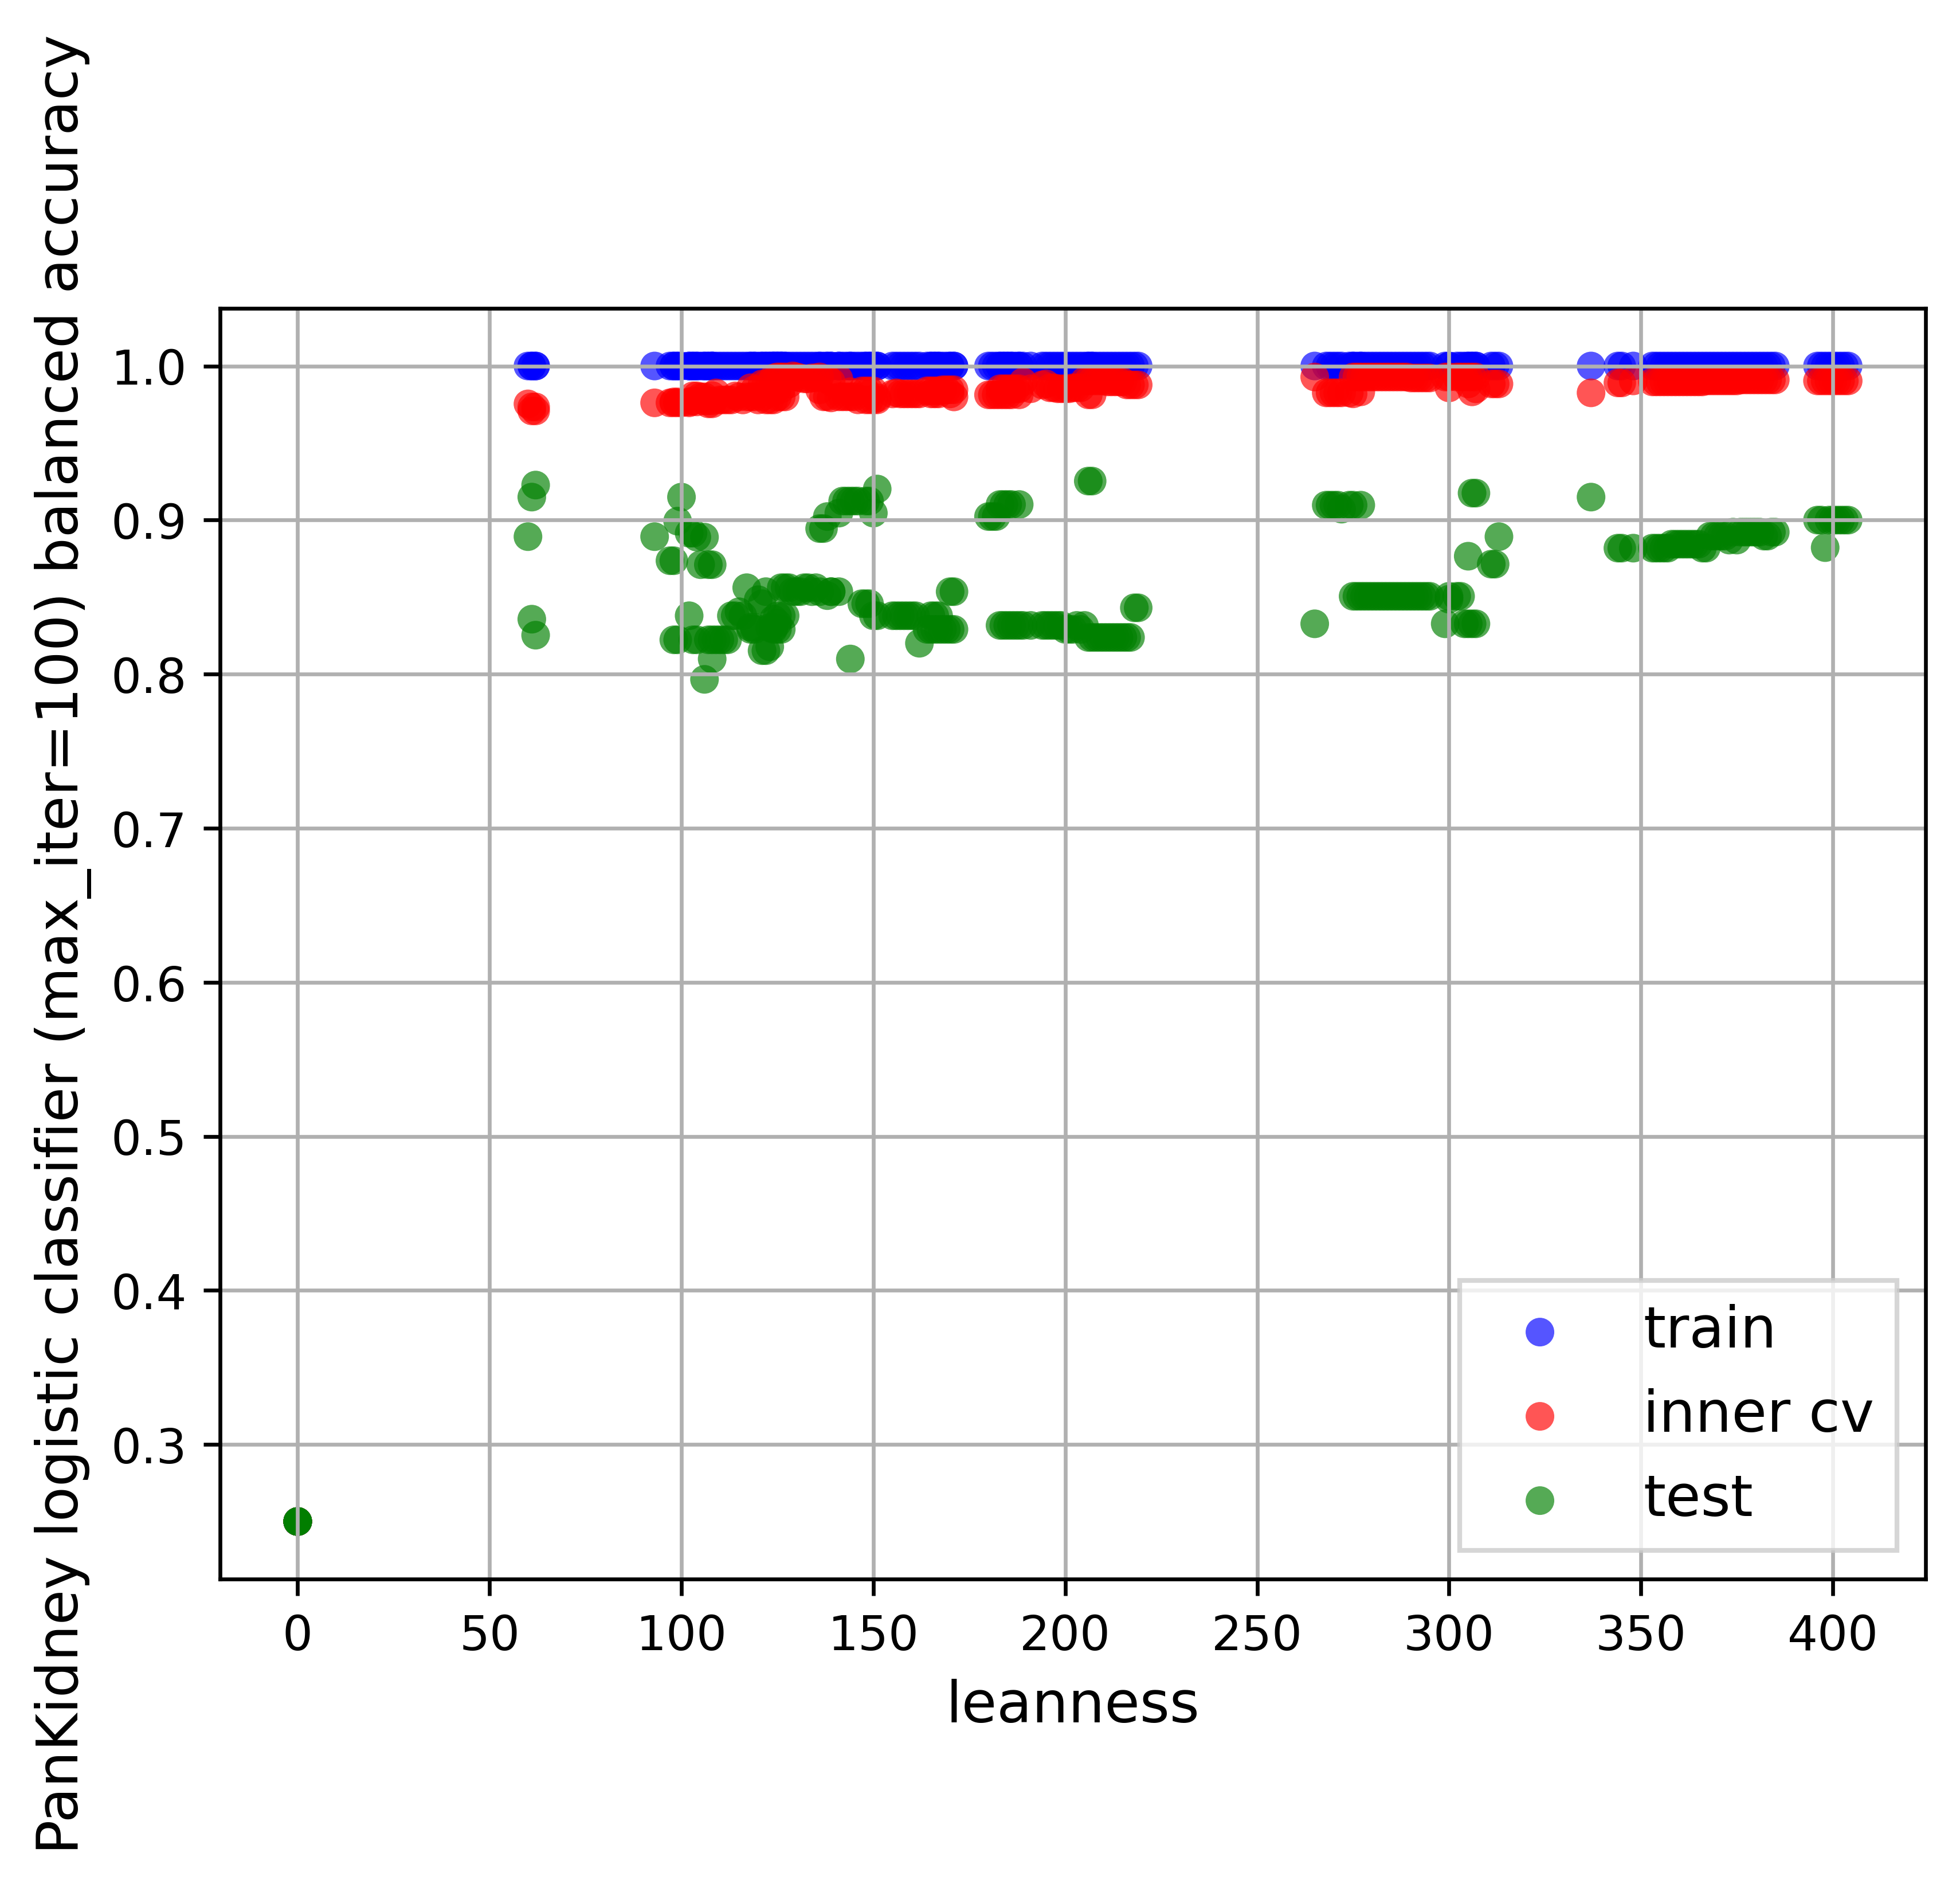 PanKidney logistic classifier (max_iter=100) balanced accuracy
1.0
0.9
0.8
0.7
0.6
0.5
0.4
0.3
train
inner cv
test
0 50 100 150 200 250 300 350 400
leanness